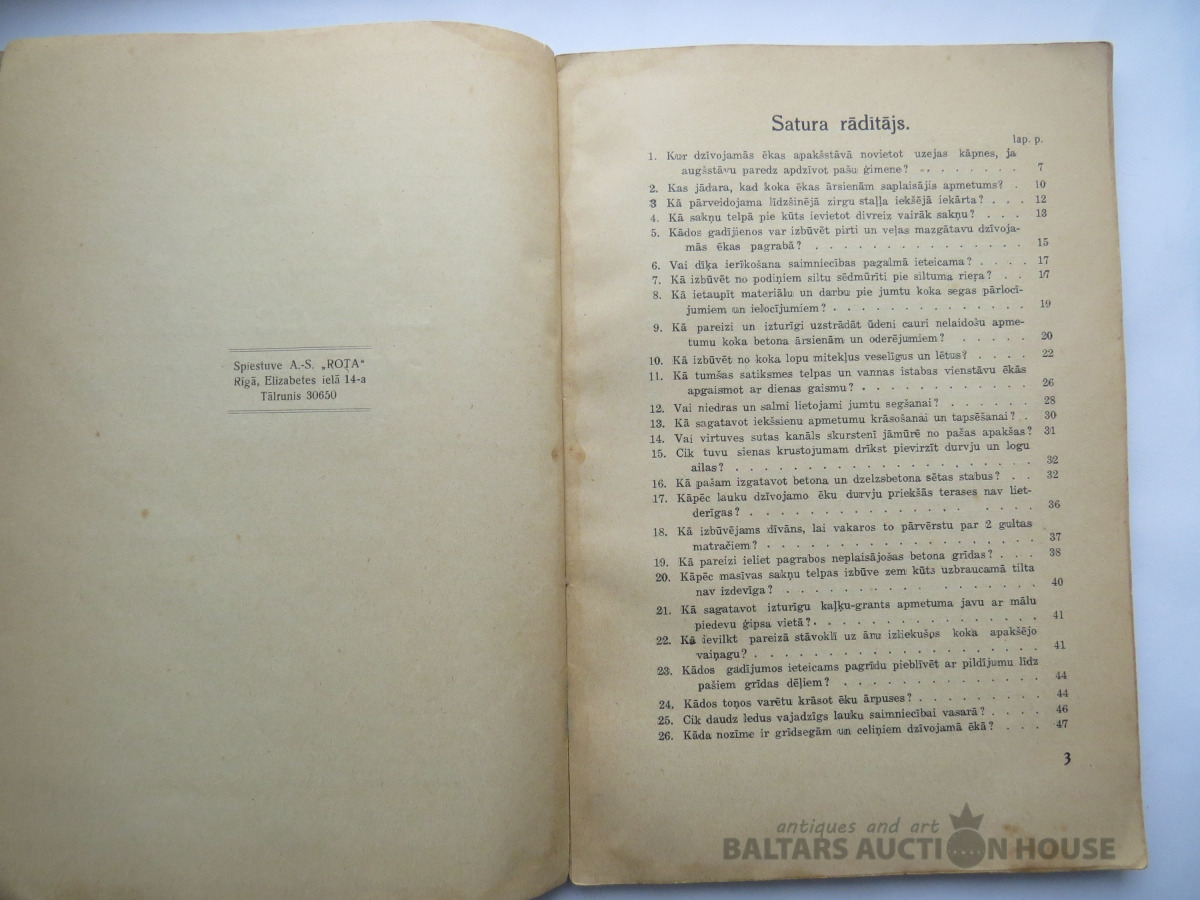 Spiestuve A.-S. „ROTA“
Rīgā, Elizabetes ielā 14-a
Tālrunis 30650
Satura rādītājs.
lap. p.
1. Kur dzīvojamās ēkas apakšstāvā novietot uzejas kāpnes, ja
augšstāvu paredz apdzīvot pašu ģimene? . . . . . . . 7
2. Kas jādara, kad koka ēkas ārsienām saplaisājis apmetums? . 10
3 Kā pārveidojama līdzšinējā zirgu staļļa iekšējā iekārta? . . . 12
4. Kā sakņu telpā pie kūts ievietot divreiz vairāk sakņu? . . . 13
5. Kādos gadījienos var izbūvēt pirti un veļas mazgātavu dzīvoja-
mās ēkas pagrabā? . . . . . . . . . . . . . . . 15
6. Vai dīķa ierīkošana saimniecības pagalmā ieteicama? . . . . 17
7. Kā izbūvēt no podiņiem siltu sēdmūrīti pie siltuma riera? . . 17
8. Kā ietaupīt materiālu un darbu pie jumtu koka segas pārlocī-
jumiem un ielocījumiem? . . . . . . . . . . . . . . 19
9. Kā pareizi un izturīgi uzstrādāt ūdeni cauri nelaidošu apme-
tumu koka betona ārsienām un oderējumiem? . . . . . 20
10. Kā izbūvēt no koka lopu mitekļus veselīgus un lētus? . . . . 22
11. Kā tumšas satiksmes telpas un vannas istabas vienstāvu ēkās
apgaismot ar dienas gaismu? . . . . . . . . . . . . 26
12. Vai niedras un salmi lietojami jumtu segšanai? . . . . . . 28
13. Kā sagatavot iekšsienu apmetumu krāsošanai un tapsēšanai? . 30
14. Vai virtuves sutas kanāls skurstenī jāmūrē no pašas apakšas? . 31
15. Cik tuvu sienas krustojumam drīkst pievirzīt durvju un logu
ailas? . . . . . . . . . . . . . . . . . . . . 32
16. Kā pašam izgatavot betona un dzelzsbetona sētas stabus? . . 32
17. Kāpēc lauku dzīvojamo ēku durvju priekšās terases nav liet-
derīgas? . . . . . . . . . . . . . . . . . . . 36
18. Kā izbūvējams dīvāns, lai vakaros to pārvērstu par 2 gultas
matračiem? . . . . . . . . . . . . . . . . . . 37
19. Kā pareizi ieliet pagrabos neplaisājošas betona grīdas? . . . 38
20. Kāpēc masīvas sakņu telpas izbūve zem kūts uzbraucamā tilta
nav izdevīga? . . . . . . . . . . . . . . . . . 40
21. Kā sagatavot izturīgu kaļķu-grants apmetuma javu ar mālu
piedevu ģipsa vietā? . . . . . . . . . . . . . . . 41
22. Kā ievilkt pareizā stāvoklī uz āru izliekušos koka apakšējo
vaiņagu? . . . . . . . . . . . . . . . . . . . 41
23. Kādos gadījumos ieteicams pagrīdu pieblīvēt ar pildījumu līdz
pašiem grīdas dēļiem? . . . . . . . . . . . . . . 44
24. Kādos toņos varētu krāsot ēku ārpuses? . . . . . . . . . 44
25. Cik daudz ledus vajadzīgs lauku saimniecībai vasarā? . . . . 46
26. Kāda nozīme ir grīdsegām un celiņiem dzīvojamā ēkā? . . . 47
3
antiques and art
BALTARS AUCTION HOUSE